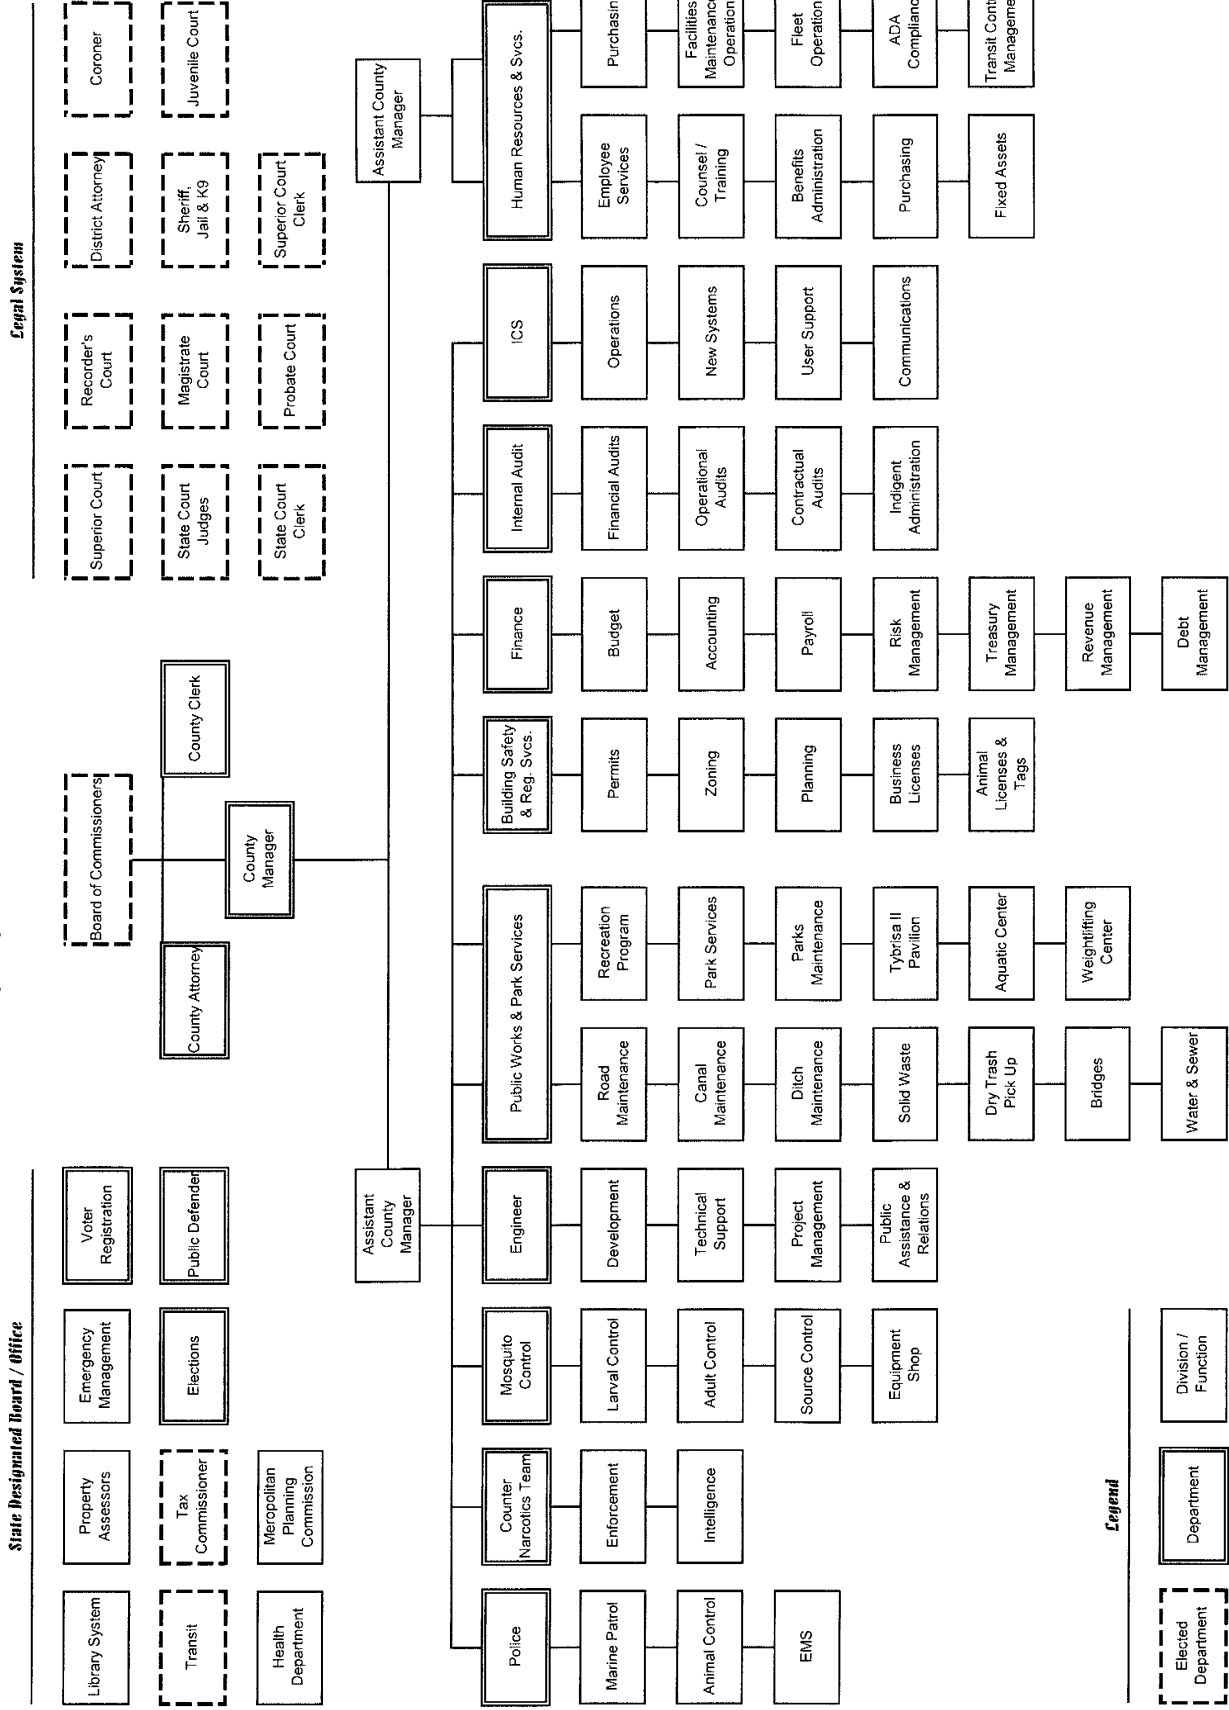 State Designated Board / Office
Library System
Property
Assessors
Emergency
Management
Voter
Registration
Transit
Tax
Commissioner
Elections
Public Defender
Health
Department
Meropolitan
Planning
Commission
Board of Commissioners
County Attorney
County Clerk
County
Manager
Legal System
Superior Court
Recorder's
Court
District Attorney
Coroner
State Court
Judges
Magistrate
Court
Sheriff,
Jail & K9
Juvenile Court
State Court
Clerk
Probate Court
Superior Court
Clerk
Assistant
County
Manager
Assistant County
Manager
Police
Marine Patrol
Animal Control
EMS
Counter
Narcotics Team
Enforcement
Intelligence
Mosquito
Control
Larval Control
Adult Control
Source Control
Equipment
Shop
Engineer
Development
Technical
Support
Project
Management
Public
Assistance &
Relations
Public Works & Park Services
Road
Maintenance
Canal
Maintenance
Ditch
Maintenance
Solid Waste
Dry Trash
Pick Up
Bridges
Water & Sewer
Recreation
Program
Park Services
Parks
Maintenance
Tybrisa II
Pavilion
Aquatic Center
Weightlifting
Center
Building Safety
& Reg. Svcs.
Permits
Zoning
Planning
Business
Licenses
Animal
Licenses &
Tags
Finance
Budget
Accounting
Payroll
Risk
Management
Treasury
Management
Revenue
Management
Debt
Management
Internal Audit
Financial Audits
Operational
Audits
Contractual
Audits
Indigent
Administration
ICS
Operations
New Systems
User Support
Communications
Human Resources & Svcs.
Employee
Services
Counsel /
Training
Benefits
Administration
Purchasing
Fixed Assets
Purchasin
Facilities
Maintenanc
Operation
Fleet
Operation
ADA
Complianc
Transit Cont
Manageme
Legend
Elected
Department
Department
Division /
Function